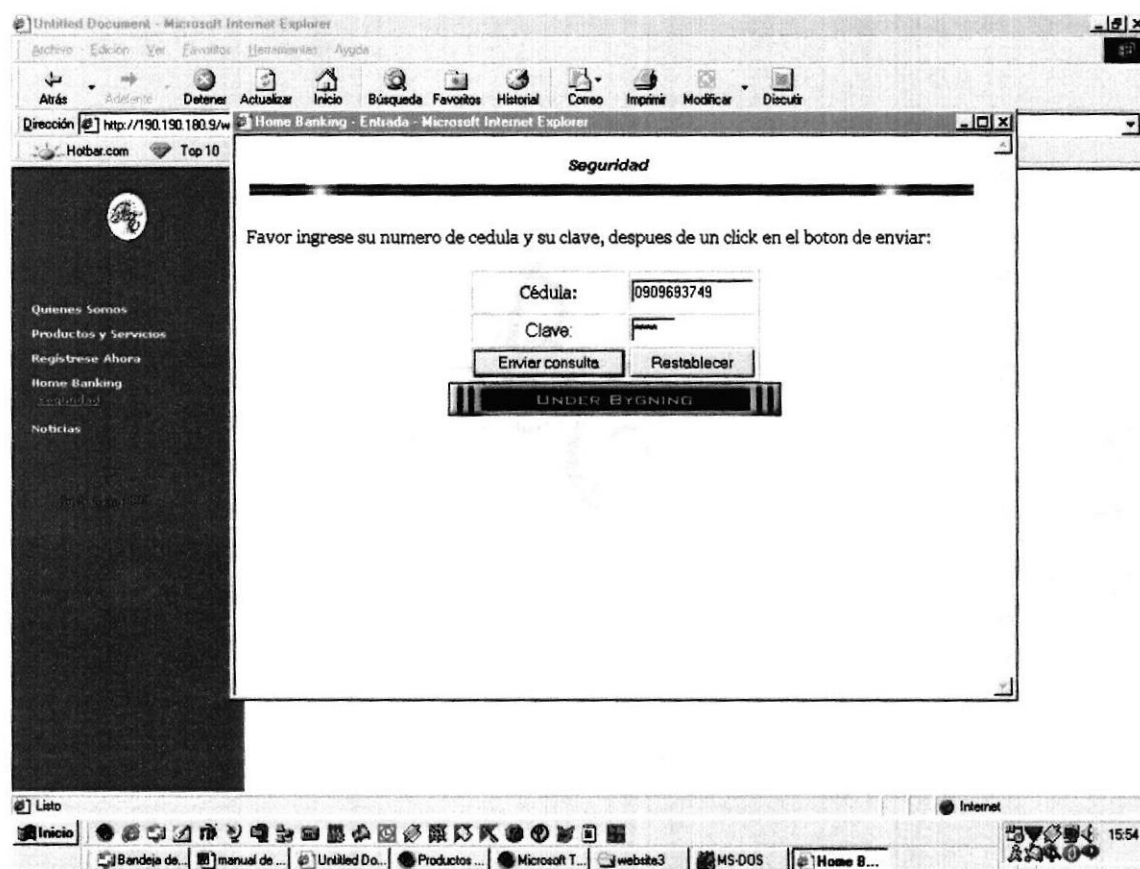 Untitled Document - Microsoft Internet Explorer
Archivo Edición Ver Favoritos Herramientas Ayuda
Atrás Adelante Detener Actualizar Inicio Búsqueda Favoritos Historial Correo Imprimir Modificar Discutir
Dirección http://190.190.180.9/w
Home Banking - Entrada - Microsoft Internet Explorer
Hotbar.com Top 10
Seguridad
Favor ingrese su numero de cedula y su clave, despues de un click en el boton de enviar:
Cédula: 0909693749
Clave: ****
Enviar consulta Restablecer
UNDER BYGNING
Quienes Somos
Productos y Servicios
Regístrese Ahora
Home Banking
Seguridad
Noticias
Listo
Internet
Inicio
15:54
Bandeja de... manual de ... Untitled Do... Productos ... Microsoft T... website3 MS-DOS Home B...